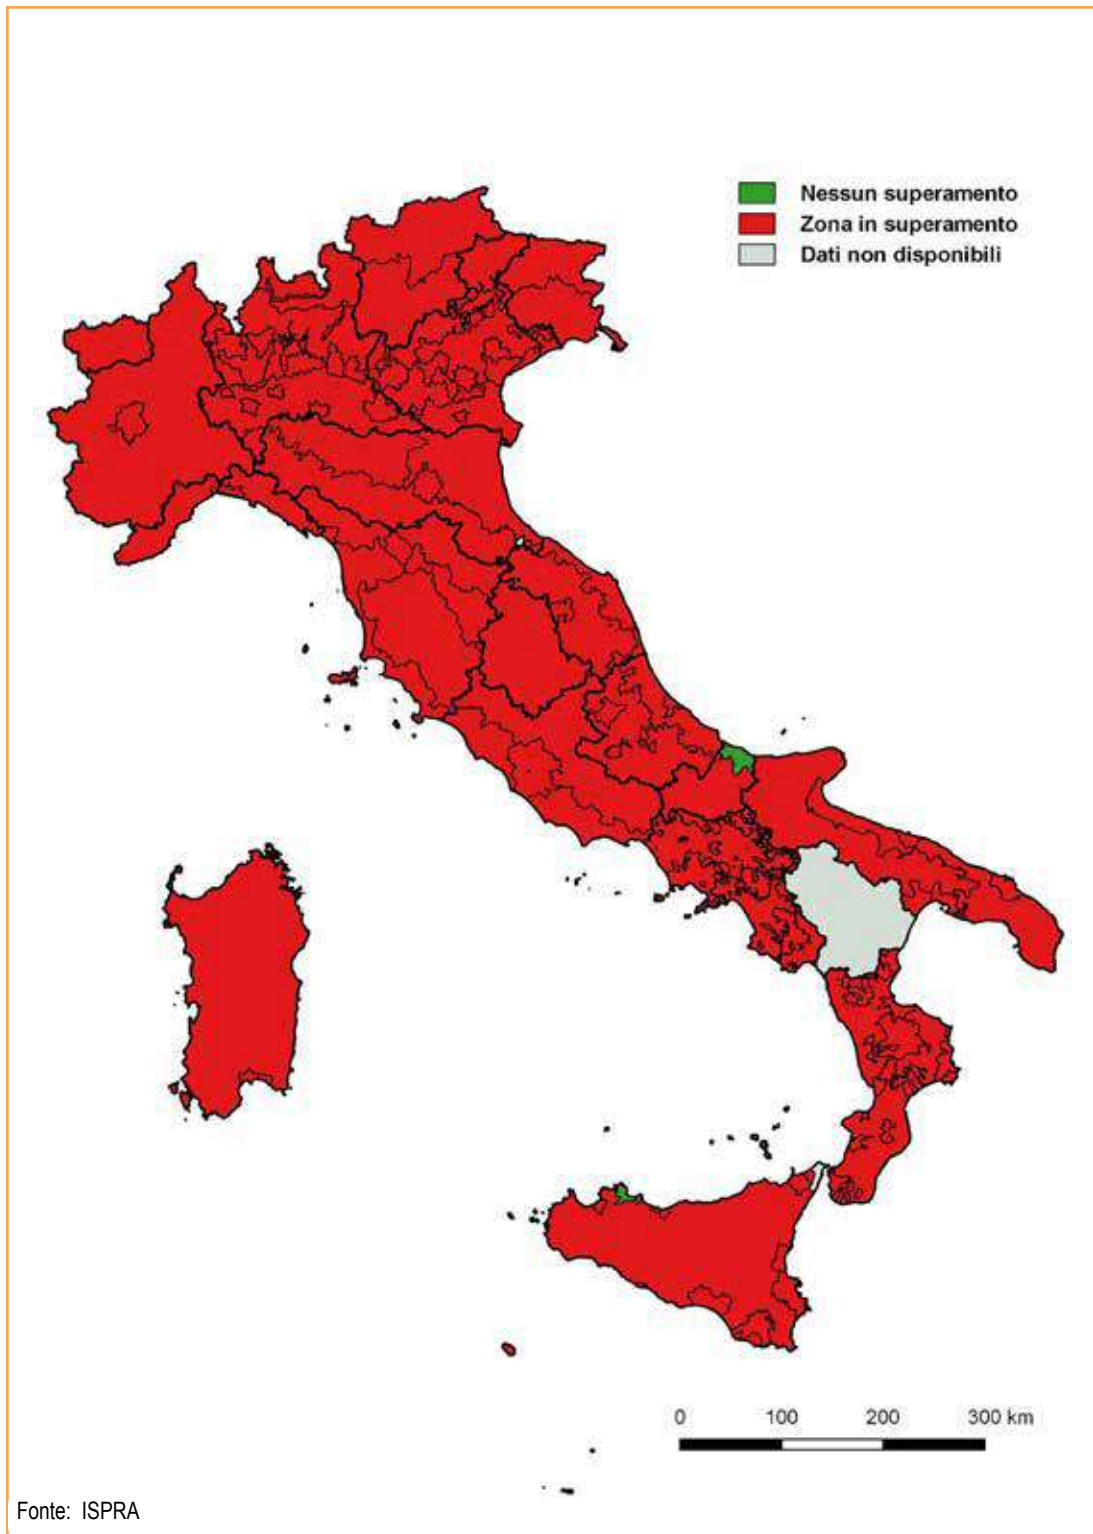 Nessun superamento
Zona in superamento
Dati non disponibili
0 100 200 300 km
Fonte: ISPRA